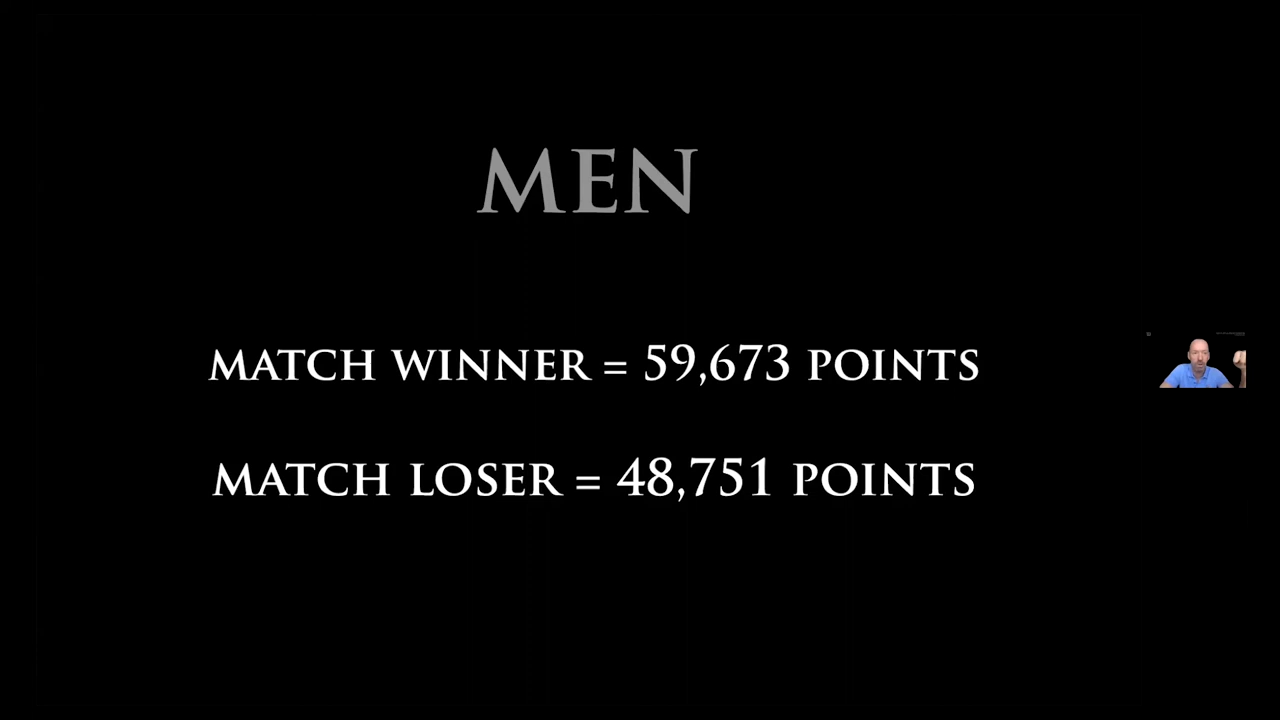 MEN
MATCH WINNER = 59,673 POINTS
MATCH LOSER = 48,751 POINTS